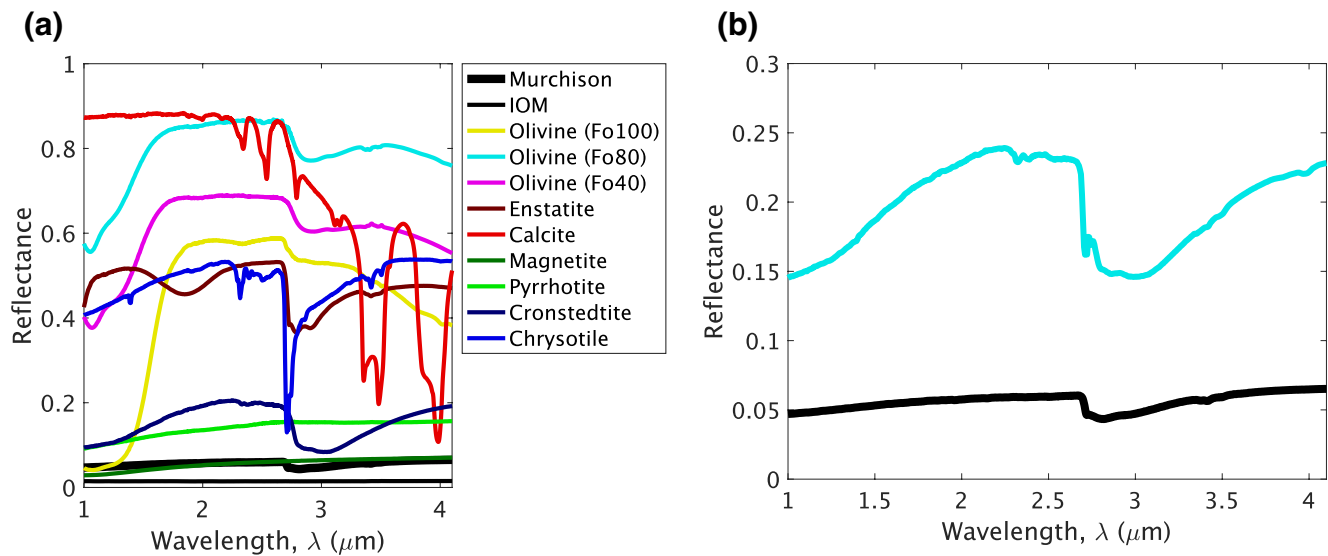 (a)
1
0.8
0.6
0.4
0.2
0
Reflectance
1 2 3 4
Wavelength, λ (μm)
Murchison
IOM
Olivine (Fo100)
Olivine (Fo80)
Olivine (Fo40)
Enstatite
Calcite
Magnetite
Pyrrhotite
Cronstedtite
Chrysotile
(b)
0.3
0.25
0.2
0.15
0.1
0.05
0
Reflectance
1 1.5 2 2.5 3 3.5 4
Wavelength, λ (μm)